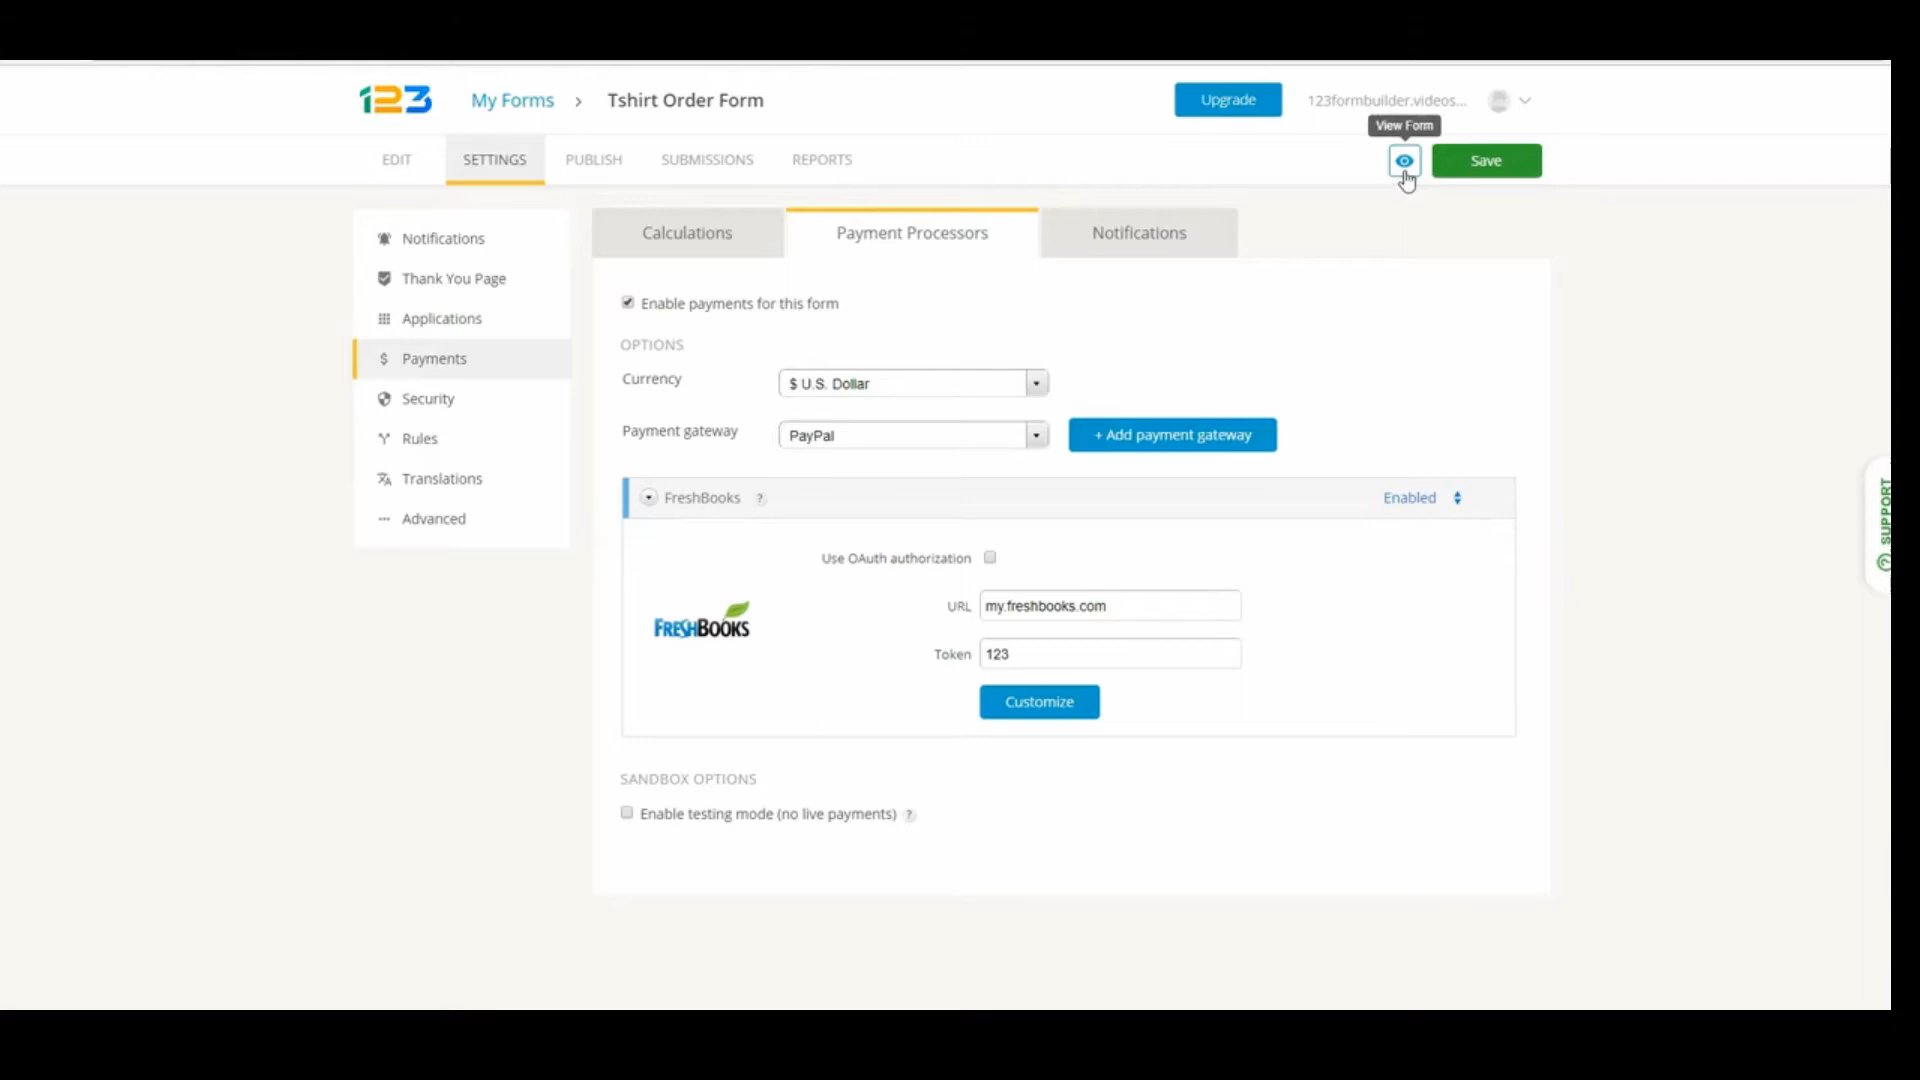 123 My Forms > Tshirt Order Form Upgrade 123formbuilder.videos...
View Form
EDIT SETTINGS PUBLISH SUBMISSIONS REPORTS Save
Notifications
Thank You Page
Applications
$ Payments
Security
Rules
Translations
Advanced
Calculations Payment Processors Notifications
Enable payments for this form
OPTIONS
Currency $ U.S. Dollar
Payment gateway PayPal + Add payment gateway
FreshBooks ? Enabled
Use OAuth authorization
FRESHBOOKS
URL my.freshbooks.com
Token 123
Customize
SANDBOX OPTIONS
Enable testing mode (no live payments) ?
? SUPPORT